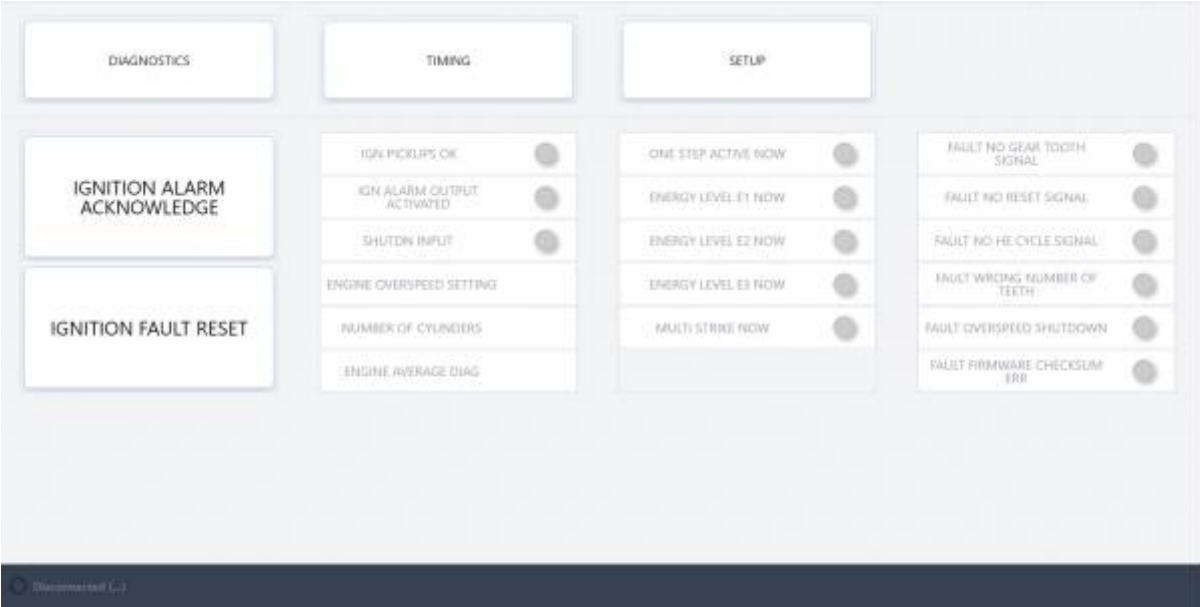 DIAGNOSTICS
TIMING
SETUP
IGNITION ALARM
ACKNOWLEDGE
IGNITION FAULT RESET
IGN PICKUPS OK
IGN ALARM OUTPUT
ACTIVATED
SHUTDN INPUT
ENGINE OVERSPEED SETTING
NUMBER OF CYLINDERS
ENGINE AVERAGE DIAG
ONE STEP ACTIVE NOW
ENERGY LEVEL E1 NOW
ENERGY LEVEL E2 NOW
ENERGY LEVEL E3 NOW
MULTI STRIKE NOW
FAULT NO GEAR TOOTH
SIGNAL
FAULT NO RESET SIGNAL
FAULT NO HE CYCLE SIGNAL
FAULT WRONG NUMBER OF
TEETH
FAULT OVERSPEED SHUTDOWN
FAULT FIRMWARE CHECKSUM
ERR
Disconnected (...)